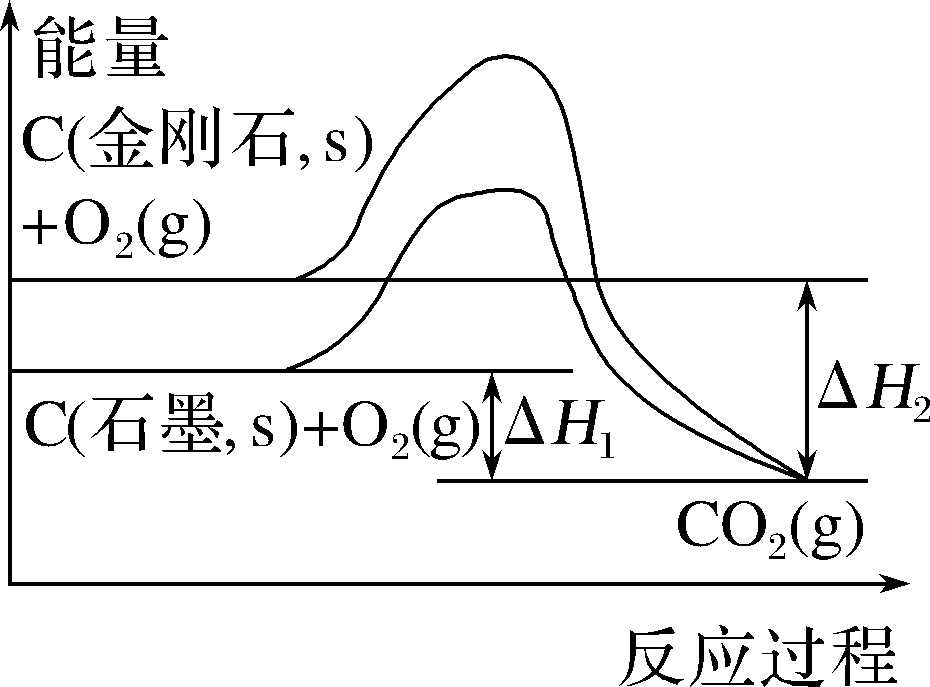 能量
C(金刚石,s)
+O₂(g)
C(石墨,s)+O₂(g)
ΔH₁
ΔH₂
CO₂(g)
反应过程